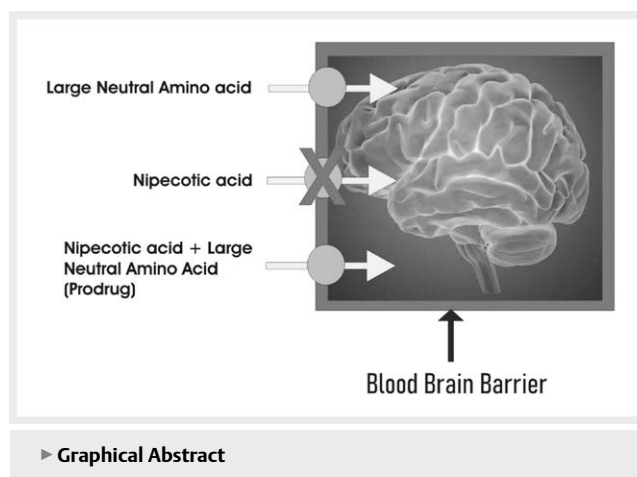 Large Neutral Amino acid
Nipecotic acid
Nipecotic acid + Large
Neutral Amino Acid
(Prodrug)
Blood Brain Barrier
▶ Graphical Abstract